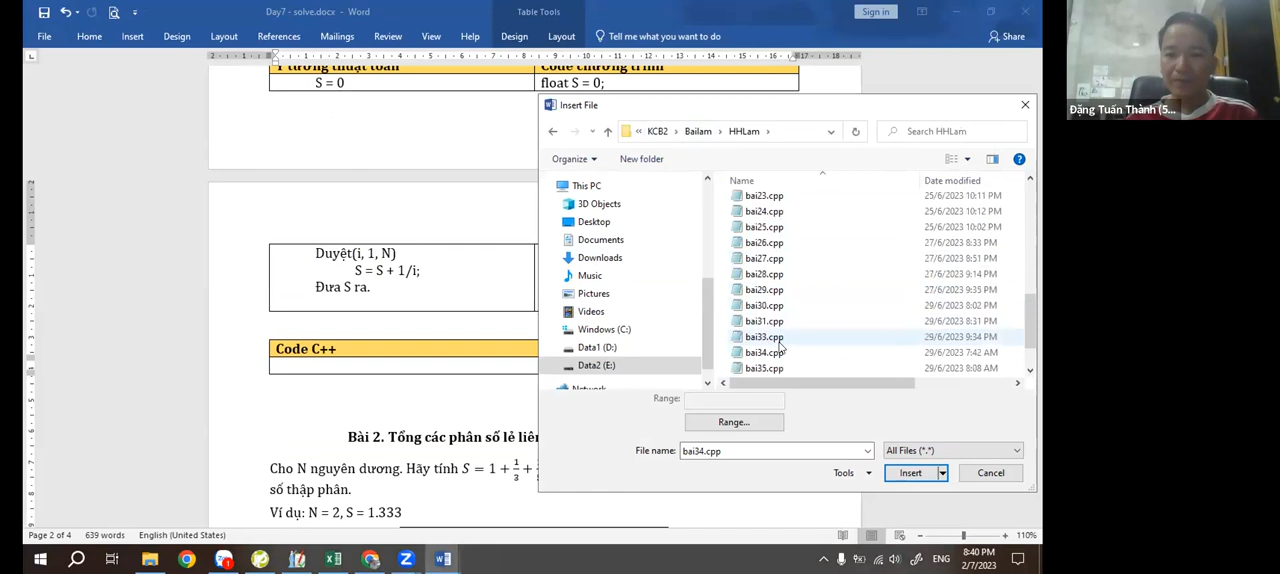 Day7 - solve.docx - Word
Table Tools
Sign in
File Home Insert Design Layout References Mailings Review View Help Design Layout Tell me what you want to do Share
Ý tưởng thuật toán Code chương trình
S = 0 float S = 0;
Duyệt(i, 1, N)
S = S + 1/i;
Đưa S ra.
Code C++
Bài 2. Tổng các phân số lẻ liên
Cho N nguyên dương. Hãy tính S = 1 + 1/3 +
số thập phân.
Ví dụ: N = 2, S = 1.333
Insert File
KCB2 Bailam HHLam
Search HHLam
Organize New folder
This PC
3D Objects
Desktop
Documents
Downloads
Music
Pictures
Videos
Windows (C:)
Data1 (D:)
Data2 (E:)
Network
Name Date modified
bai23.cpp 25/6/2023 10:11 PM
bai24.cpp 25/6/2023 10:12 PM
bai25.cpp 25/6/2023 10:02 PM
bai26.cpp 27/6/2023 8:33 PM
bai27.cpp 27/6/2023 8:51 PM
bai28.cpp 27/6/2023 9:14 PM
bai29.cpp 27/6/2023 9:35 PM
bai30.cpp 29/6/2023 8:02 PM
bai31.cpp 29/6/2023 8:31 PM
bai33.cpp 29/6/2023 9:34 PM
bai34.cpp 29/6/2023 7:42 AM
bai35.cpp 29/6/2023 8:08 AM
Range:
Range...
File name: bai34.cpp All Files (*.*)
Tools Insert Cancel
Đặng Tuấn Thành (5...
Page 2 of 4 639 words English (United States) 110%
ENG 8:40 PM
2/7/2023